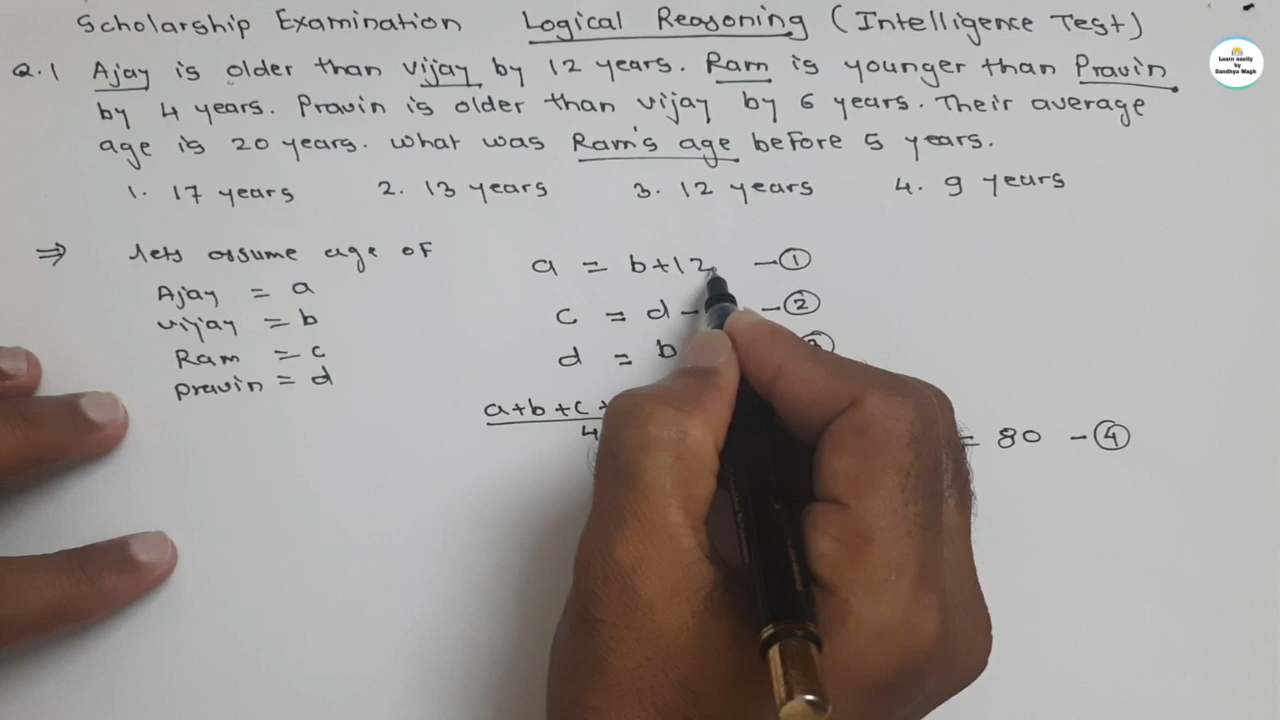 Scholarship Examination Logical Reasoning (Intelligence Test)
Learn easily
by
Sandhya Wagh
Q.1 Ajay is older than vijay by 12 years. Ram is younger than Pravin
by 4 years. Pravin is older than vijay by 6 years. Their average
age is 20 years. what was Ram's age before 5 years.
1. 17 years 2. 13 years 3. 12 years 4. 9 years
⇒ lets assume age of
Ajay = a
vijay = b
Ram = c
pravin = d
a = b+12 -①
c = d- -②
d = b
a+b+c+
4
= 80 -④